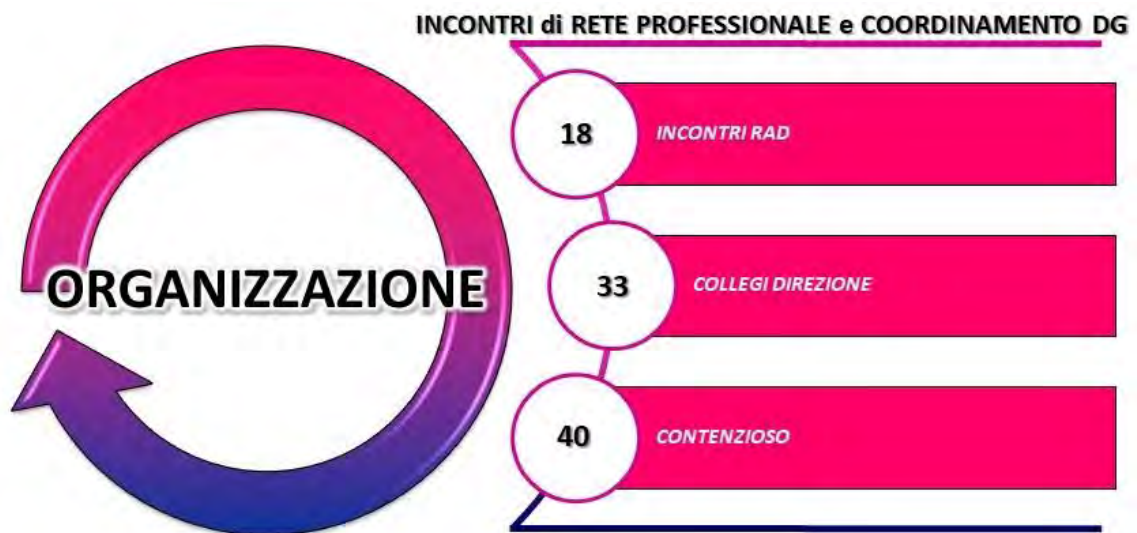 INCONTRI di RETE PROFESSIONALE e COORDINAMENTO DG
ORGANIZZAZIONE
18
INCONTRI RAD
33
COLLEGI DIREZIONE
40
CONTENZIOSO